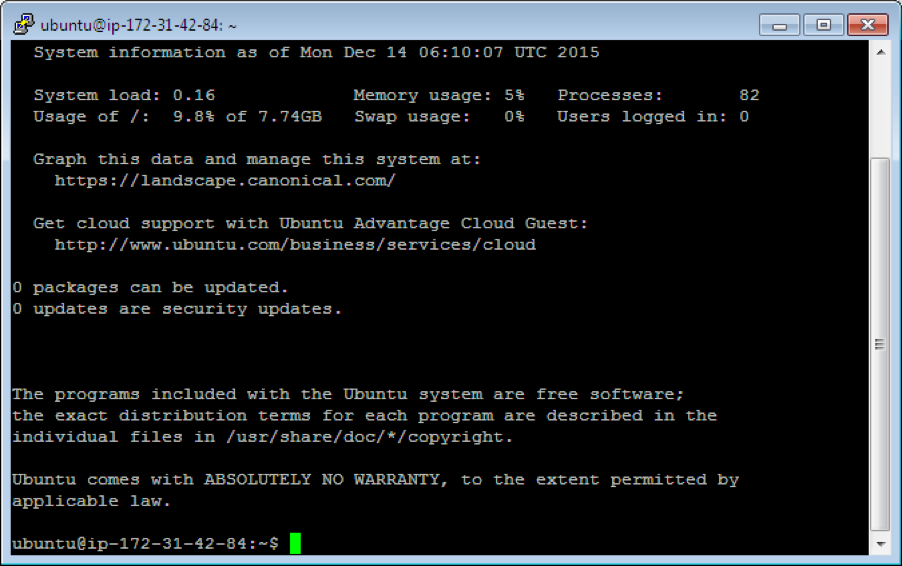 ubuntu@ip-172-31-42-84: ~
System information as of Mon Dec 14 06:10:07 UTC 2015
System load: 0.16 Memory usage: 5% Processes: 82
Usage of /: 9.8% of 7.74GB Swap usage: 0% Users logged in: 0
Graph this data and manage this system at:
https://landscape.canonical.com/
Get cloud support with Ubuntu Advantage Cloud Guest:
http://www.ubuntu.com/business/services/cloud
0 packages can be updated.
0 updates are security updates.
The programs included with the Ubuntu system are free software;
the exact distribution terms for each program are described in the
individual files in /usr/share/doc/*/copyright.
Ubuntu comes with ABSOLUTELY NO WARRANTY, to the extent permitted by
applicable law.
ubuntu@ip-172-31-42-84:~$